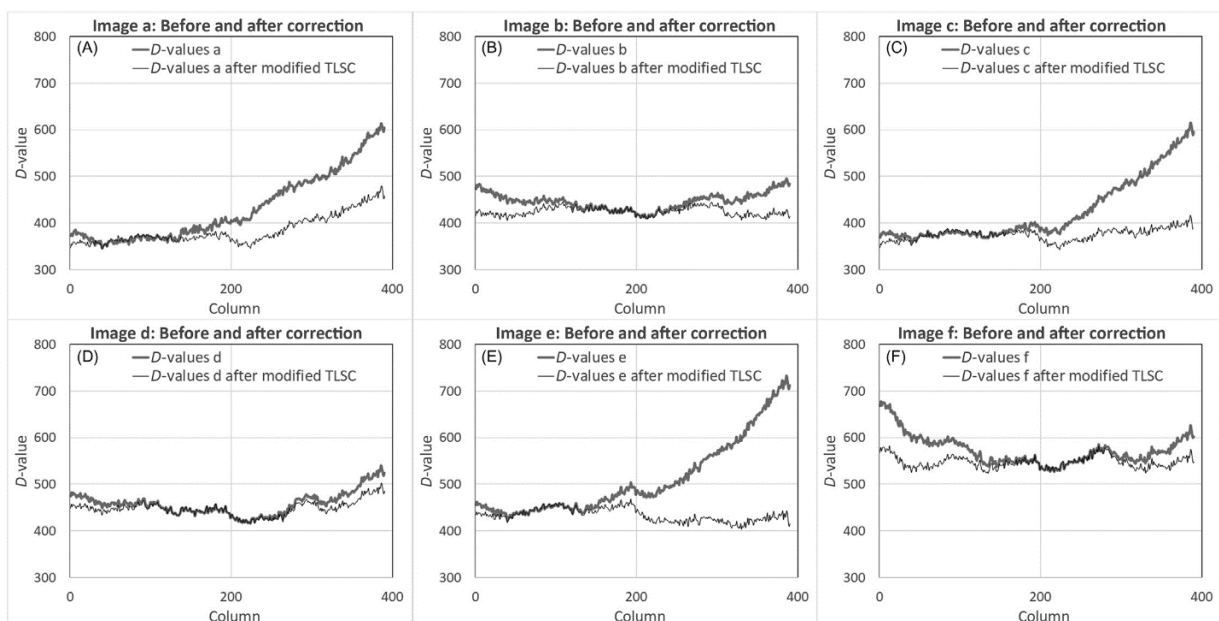 Image a: Before and after correction
(A)
D-values a
D-values a after modified TLSC
800
700
600
500
400
300
D-value
0
200
400
Column
Image b: Before and after correction
(B)
D-values b
D-values b after modified TLSC
800
700
600
500
400
300
D-value
0
200
400
Column
Image c: Before and after correction
(C)
D-values c
D-values c after modified TLSC
800
700
600
500
400
300
D-value
0
200
400
Column
Image d: Before and after correction
(D)
D-values d
D-values d after modified TLSC
800
700
600
500
400
300
D-value
0
200
400
Column
Image e: Before and after correction
(E)
D-values e
D-values e after modified TLSC
800
700
600
500
400
300
D-value
0
200
400
Column
Image f: Before and after correction
(F)
D-values f
D-values f after modified TLSC
800
700
600
500
400
300
D-value
0
200
400
Column